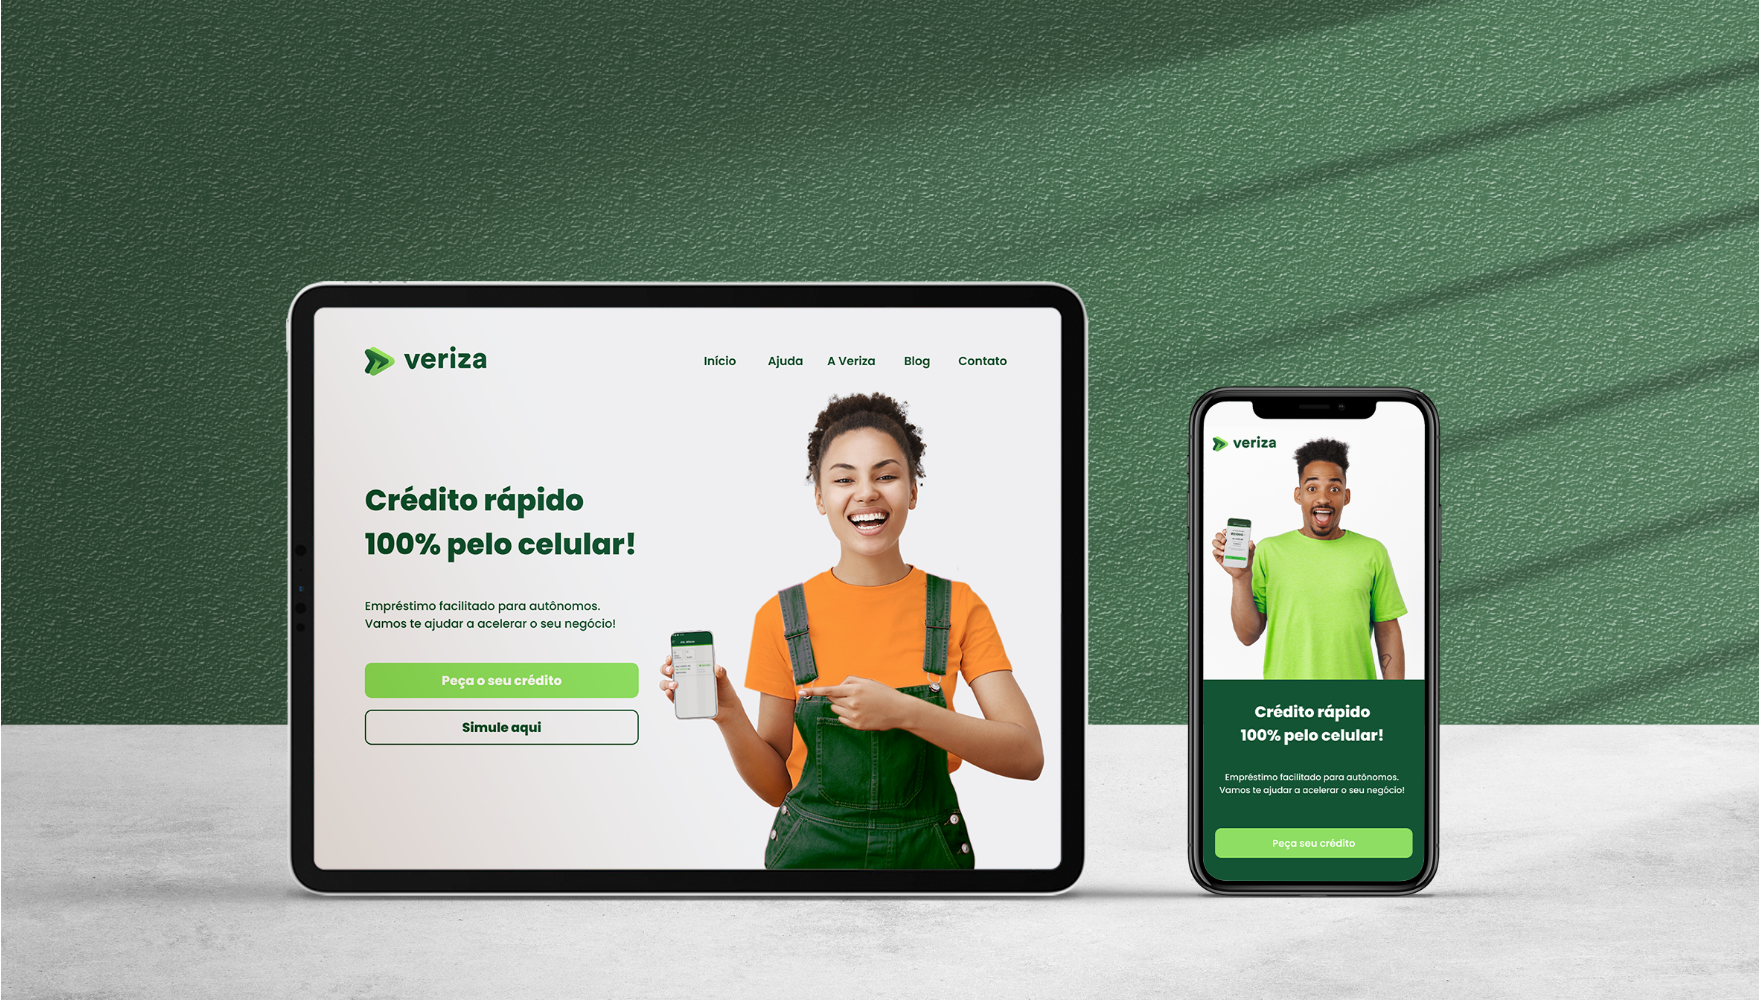 veriza
Início Ajuda A Veriza Blog Contato
Crédito rápido
100% pelo celular!
Empréstimo facilitado para autônomos.
Vamos te ajudar a acelerar o seu negócio!
Peça o seu crédito
Simule aqui
veriza
Crédito rápido
100% pelo celular!
Empréstimo facilitado para autônomos.
Vamos te ajudar a acelerar o seu negócio!
Peça seu crédito